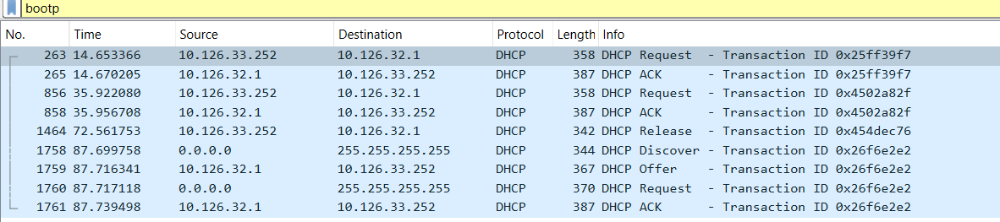 bootp
No. Time Source Destination Protocol Length Info
263 14.653366 10.126.33.252 10.126.32.1 DHCP 358 DHCP Request - Transaction ID 0x25ff39f7
265 14.670205 10.126.32.1 10.126.33.252 DHCP 387 DHCP ACK - Transaction ID 0x25ff39f7
856 35.922080 10.126.33.252 10.126.32.1 DHCP 358 DHCP Request - Transaction ID 0x4502a82f
858 35.956708 10.126.32.1 10.126.33.252 DHCP 387 DHCP ACK - Transaction ID 0x4502a82f
1464 72.561753 10.126.33.252 10.126.32.1 DHCP 342 DHCP Release - Transaction ID 0x454dec76
1758 87.699758 0.0.0.0 255.255.255.255 DHCP 344 DHCP Discover - Transaction ID 0x26f6e2e2
1759 87.716341 10.126.32.1 10.126.33.252 DHCP 367 DHCP Offer - Transaction ID 0x26f6e2e2
1760 87.717118 0.0.0.0 255.255.255.255 DHCP 370 DHCP Request - Transaction ID 0x26f6e2e2
1761 87.739498 10.126.32.1 10.126.33.252 DHCP 387 DHCP ACK - Transaction ID 0x26f6e2e2